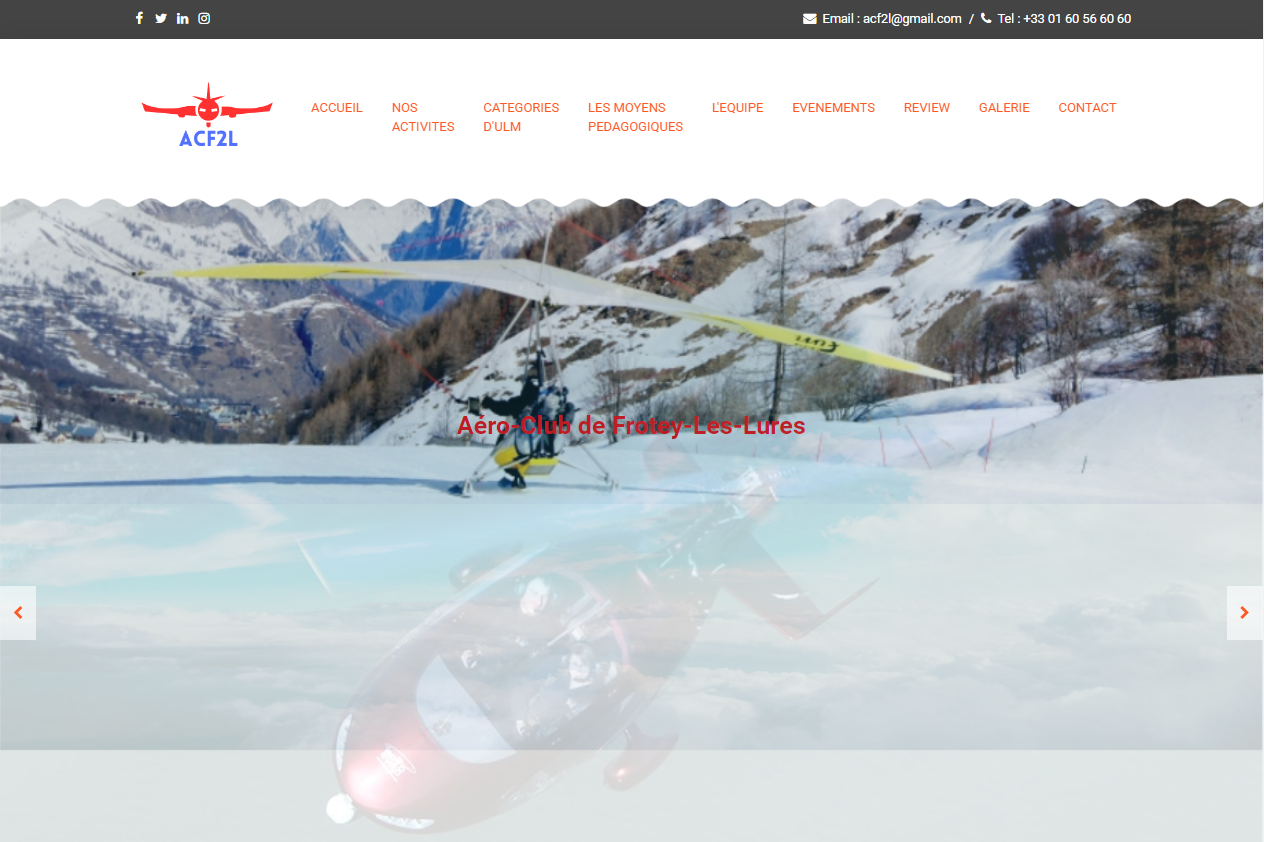 Email : acf2l@gmail.com / Tel : +33 01 60 56 60 60
ACF2L
ACCUEIL
NOS
ACTIVITES
CATEGORIES
D'ULM
LES MOYENS
PEDAGOGIQUES
L'EQUIPE
EVENEMENTS
REVIEW
GALERIE
CONTACT
Aéro-Club de Frotey-Les-Lures